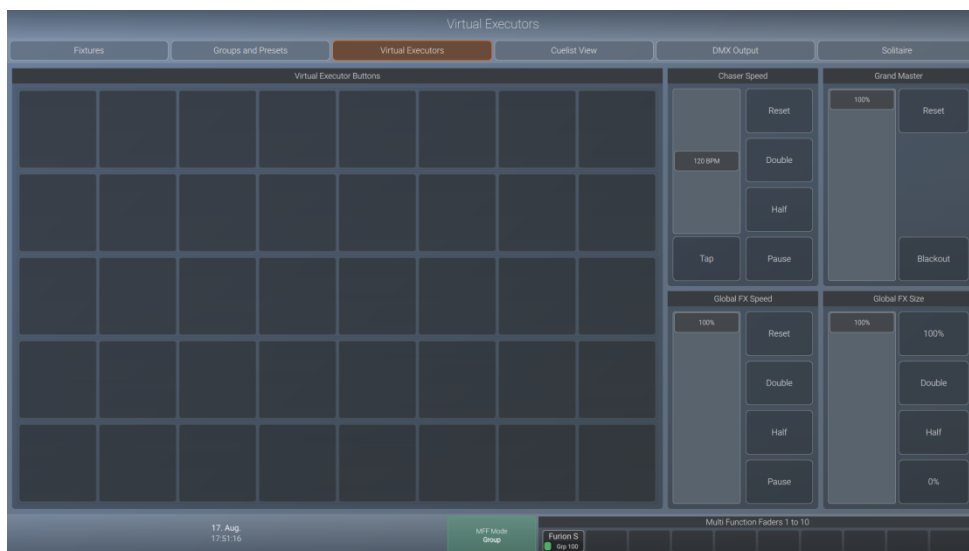 Virtual Executors
Fixtures
Groups and Presets
Virtual Executors
Cuelist View
DMX Output
Solitaire
Virtual Executor Buttons
Chaser Speed
Grand Master
120 BPM
Reset
Double
Half
Tap
Pause
100%
Reset
Blackout
Global FX Speed
Global FX Size
100%
Reset
Double
Half
Pause
100%
100%
Double
Half
0%
17. Aug.
17:51:16
MFF Mode
Group
Multi Function Faders 1 to 10
Furion S
Grp 100